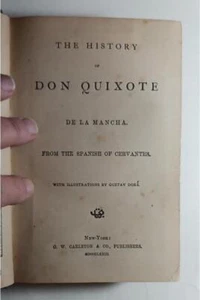 THE HISTORY
OF
DON QUIXOTE
DE LA MANCHA.
FROM THE SPANISH OF CERVANTES.
WITH ILLUSTRATIONS BY GUSTAV DORÉ
New-York:
G. W. CARLETON & CO., PUBLISHERS,